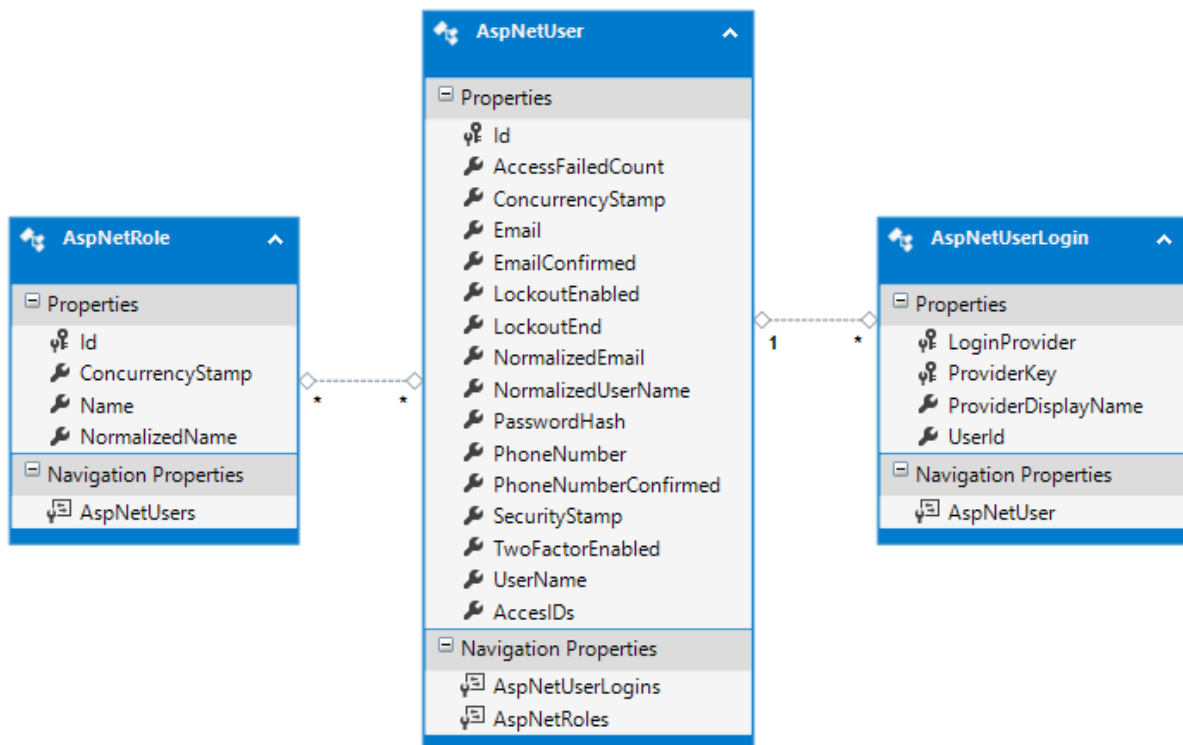 AspNetRole
Properties
Id
ConcurrencyStamp
Name
NormalizedName
Navigation Properties
AspNetUsers
*
*
AspNetUser
Properties
Id
AccessFailedCount
ConcurrencyStamp
Email
EmailConfirmed
LockoutEnabled
LockoutEnd
NormalizedEmail
NormalizedUserName
PasswordHash
PhoneNumber
PhoneNumberConfirmed
SecurityStamp
TwoFactorEnabled
UserName
AccesIDs
Navigation Properties
AspNetUserLogins
AspNetRoles
1
*
AspNetUserLogin
Properties
LoginProvider
ProviderKey
ProviderDisplayName
UserId
Navigation Properties
AspNetUser